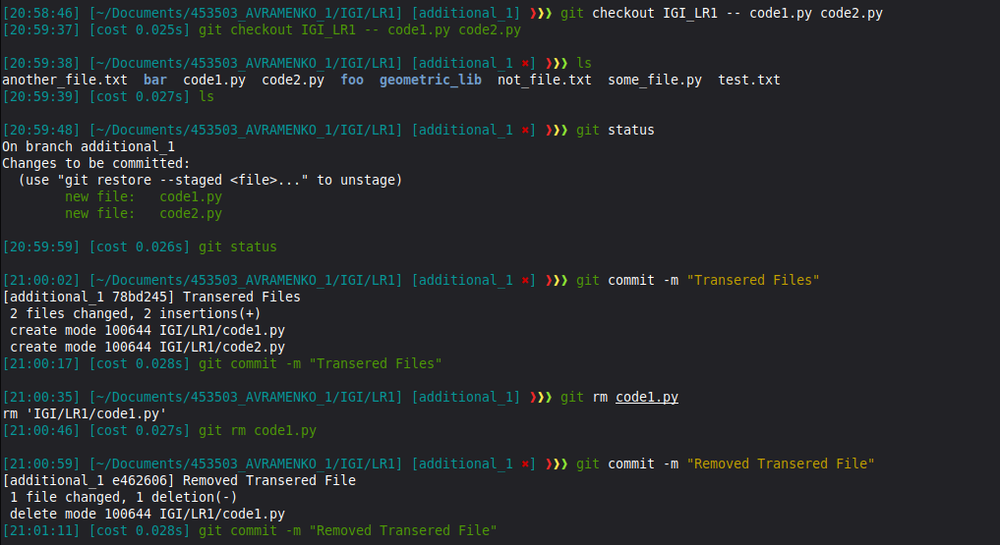 [20:58:46] [~/Documents/453503_AVRAMENKO_1/IGI/LR1] [additional_1] ❯❯❯ git checkout IGI_LR1 -- code1.py code2.py
[20:59:37] [cost 0.025s] git checkout IGI_LR1 -- code1.py code2.py
[20:59:38] [~/Documents/453503_AVRAMENKO_1/IGI/LR1] [additional_1 ✖] ❯❯❯ ls
another_file.txt  bar  code1.py  code2.py  foo  geometric_lib  not_file.txt  some_file.py  test.txt
[20:59:39] [cost 0.027s] ls
[20:59:48] [~/Documents/453503_AVRAMENKO_1/IGI/LR1] [additional_1 ✖] ❯❯❯ git status
On branch additional_1
Changes to be committed:
  (use "git restore --staged <file>..." to unstage)
        new file:   code1.py
        new file:   code2.py
[20:59:59] [cost 0.026s] git status
[21:00:02] [~/Documents/453503_AVRAMENKO_1/IGI/LR1] [additional_1 ✖] ❯❯❯ git commit -m "Transered Files"
[additional_1 78bd245] Transered Files
 2 files changed, 2 insertions(+)
 create mode 100644 IGI/LR1/code1.py
 create mode 100644 IGI/LR1/code2.py
[21:00:17] [cost 0.028s] git commit -m "Transered Files"
[21:00:35] [~/Documents/453503_AVRAMENKO_1/IGI/LR1] [additional_1] ❯❯❯ git rm code1.py
rm 'IGI/LR1/code1.py'
[21:00:46] [cost 0.027s] git rm code1.py
[21:00:59] [~/Documents/453503_AVRAMENKO_1/IGI/LR1] [additional_1 ✖] ❯❯❯ git commit -m "Removed Transered File"
[additional_1 e462606] Removed Transered File
 1 file changed, 1 deletion(-)
 delete mode 100644 IGI/LR1/code1.py
[21:01:11] [cost 0.028s] git commit -m "Removed Transered File"